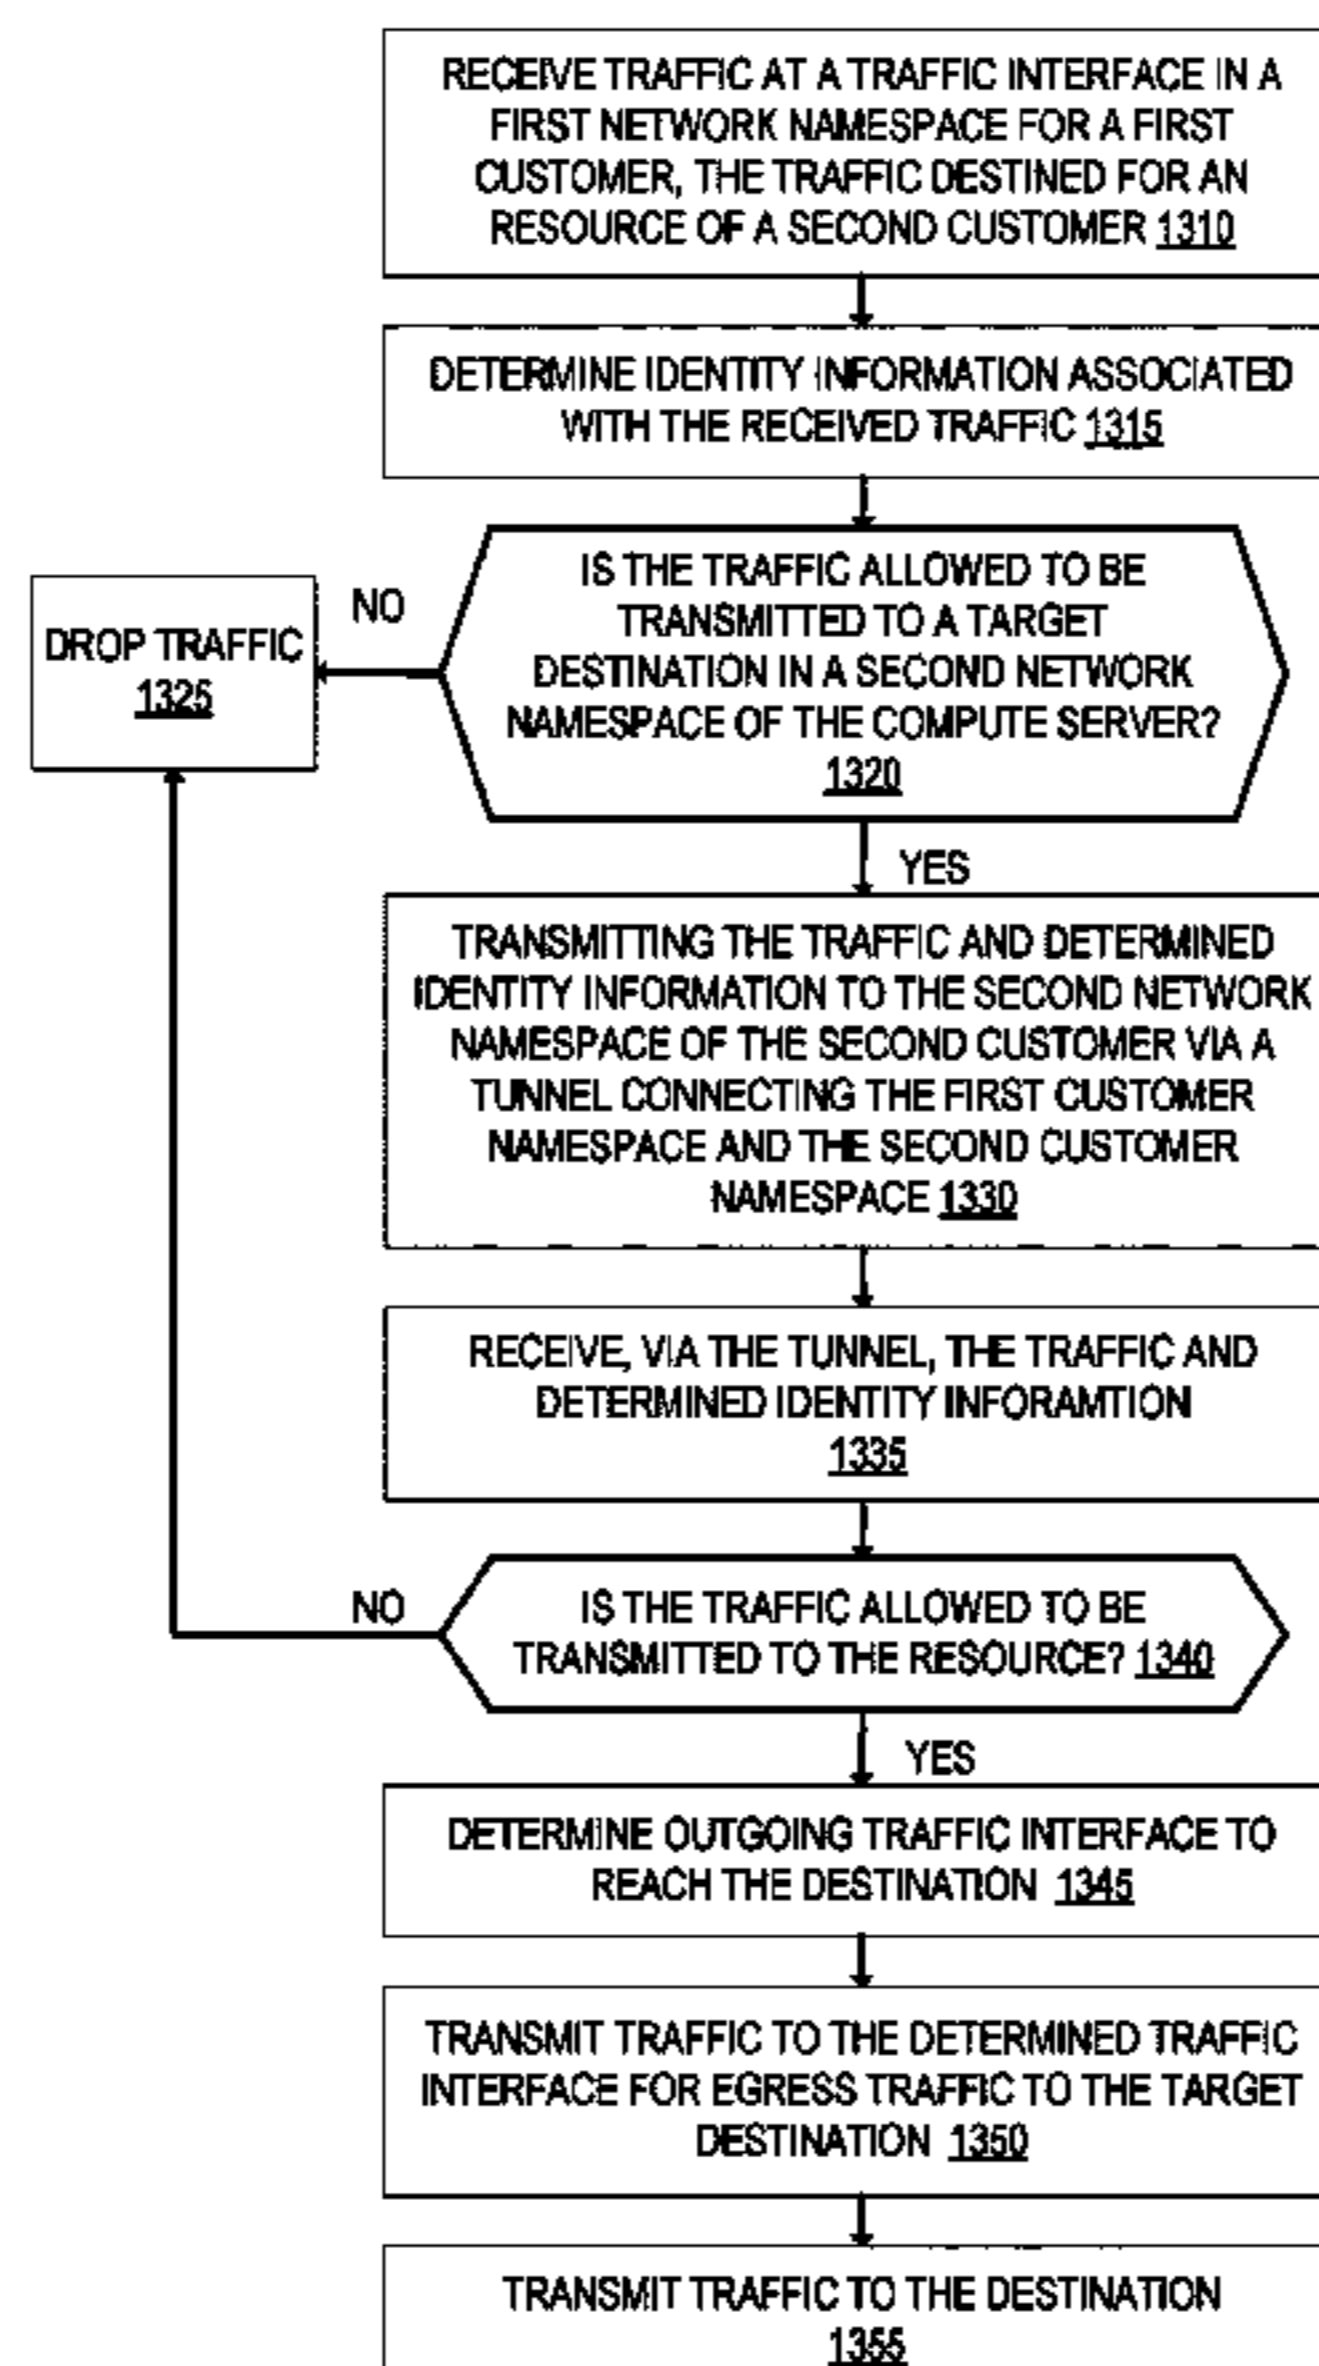 RECEIVE TRAFFIC AT A TRAFFIC INTERFACE IN A
FIRST NETWORK NAMESPACE FOR A FIRST
CUSTOMER, THE TRAFFIC DESTINED FOR AN
RESOURCE OF A SECOND CUSTOMER 1310
DETERMINE IDENTITY INFORMATION ASSOCIATED
WITH THE RECEIVED TRAFFIC 1315
IS THE TRAFFIC ALLOWED TO BE
TRANSMITTED TO A TARGET
DESTINATION IN A SECOND NETWORK
NAMESPACE OF THE COMPUTE SERVER?
1320
NO
DROP TRAFFIC
1325
YES
TRANSMITTING THE TRAFFIC AND DETERMINED
IDENTITY INFORMATION TO THE SECOND NETWORK
NAMESPACE OF THE SECOND CUSTOMER VIA A
TUNNEL CONNECTING THE FIRST CUSTOMER
NAMESPACE AND THE SECOND CUSTOMER
NAMESPACE 1330
RECEIVE, VIA THE TUNNEL, THE TRAFFIC AND
DETERMINED IDENTITY INFORAMTION
1335
NO
IS THE TRAFFIC ALLOWED TO BE
TRANSMITTED TO THE RESOURCE? 1340
YES
DETERMINE OUTGOING TRAFFIC INTERFACE TO
REACH THE DESTINATION 1345
TRANSMIT TRAFFIC TO THE DETERMINED TRAFFIC
INTERFACE FOR EGRESS TRAFFIC TO THE TARGET
DESTINATION 1350
TRANSMIT TRAFFIC TO THE DESTINATION
1355